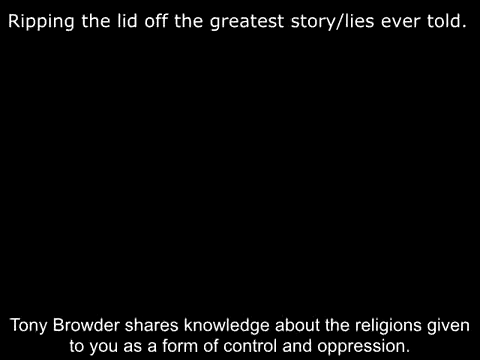 Ripping the lid off the greatest story/lies ever told.
Tony Browder shares knowledge about the religions given
to you as a form of control and oppression.